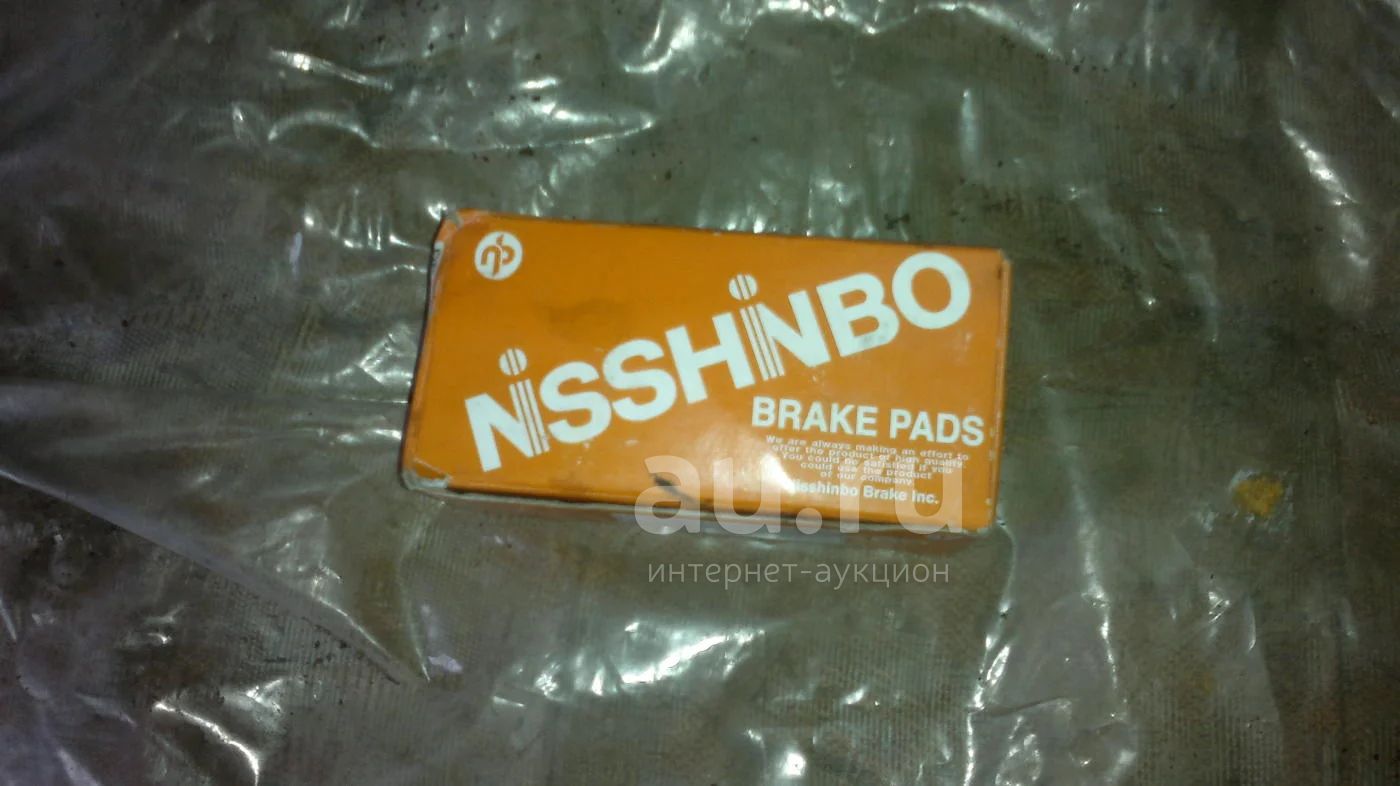 NISSHINBO
BRAKE PADS
We are always making an effort to
offer the product of high quality.
You could be satisfied if you
could use the product
of our company.
Nisshinbo Brake Inc.
au.ru
интернет-аукцион